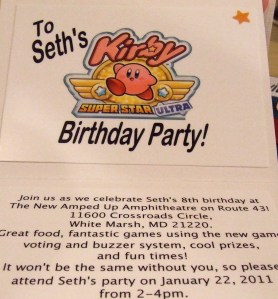 To
Seth's
Kirby
SUPER STAR ULTRA
Birthday Party!
Join us as we celebrate Seth's 8th birthday at
The New Amped Up Amphitheatre on Route 43!
11600 Crossroads Circle,
White Marsh, MD 21220.
Great food, fantastic games using the new game
voting and buzzer system, cool prizes,
and fun times!
It won't be the same without you, so please
attend Seth's party on January 22, 2011
from 2-4pm.